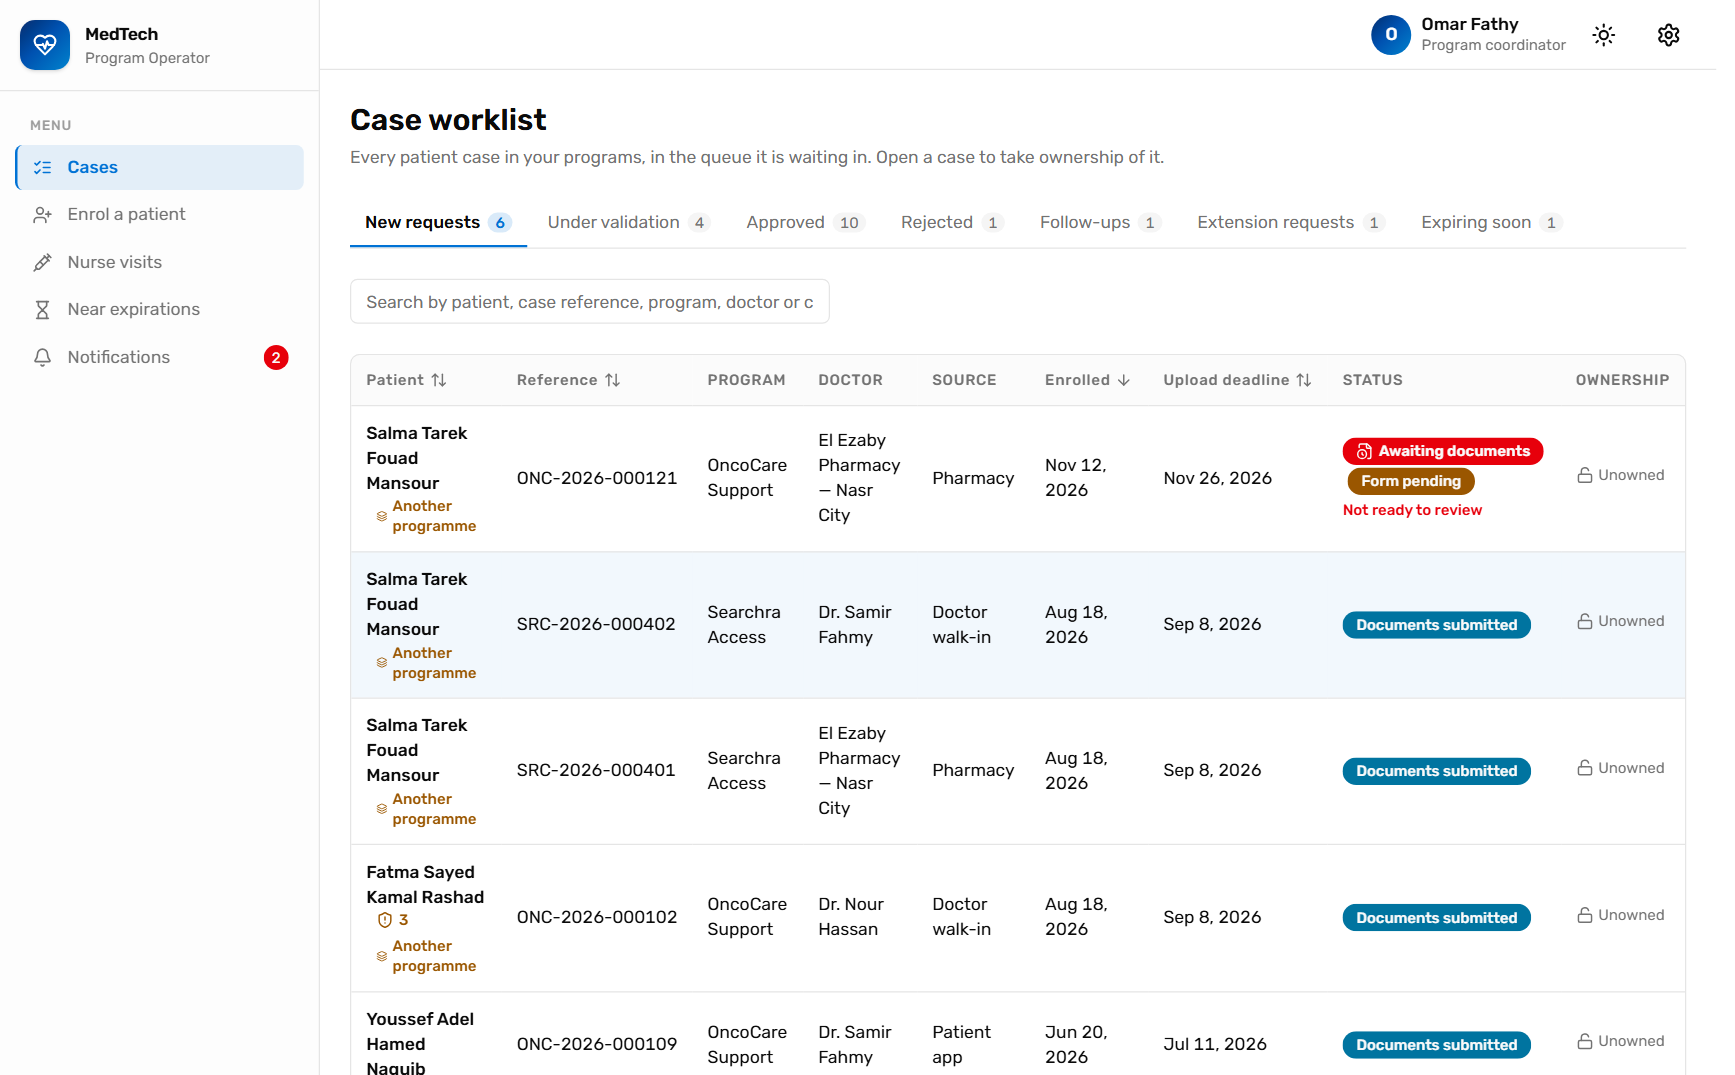 MedTech
Program Operator
O
Omar Fathy
Program coordinator
MENU
Cases
Enrol a patient
Nurse visits
Near expirations
Notifications
2
Case worklist
Every patient case in your programs, in the queue it is waiting in. Open a case to take ownership of it.
New requests 6
Under validation 4
Approved 10
Rejected 1
Follow-ups 1
Extension requests 1
Expiring soon 1
Search by patient, case reference, program, doctor or c
Patient
Reference
PROGRAM
DOCTOR
SOURCE
Enrolled
Upload deadline
STATUS
OWNERSHIP
Salma Tarek
Fouad
Mansour
Another
programme
ONC-2026-000121
OncoCare
Support
El Ezaby
Pharmacy
— Nasr
City
Pharmacy
Nov 12,
2026
Nov 26, 2026
Awaiting documents
Form pending
Not ready to review
Unowned
Salma Tarek
Fouad
Mansour
Another
programme
SRC-2026-000402
Searchra
Access
Dr. Samir
Fahmy
Doctor
walk-in
Aug 18,
2026
Sep 8, 2026
Documents submitted
Unowned
Salma Tarek
Fouad
Mansour
Another
programme
SRC-2026-000401
Searchra
Access
El Ezaby
Pharmacy
— Nasr
City
Pharmacy
Aug 18,
2026
Sep 8, 2026
Documents submitted
Unowned
Fatma Sayed
Kamal Rashad
3
Another
programme
ONC-2026-000102
OncoCare
Support
Dr. Nour
Hassan
Doctor
walk-in
Aug 18,
2026
Sep 8, 2026
Documents submitted
Unowned
Youssef Adel
Hamed
Naguib
ONC-2026-000109
OncoCare
Support
Dr. Samir
Fahmy
Patient
app
Jun 20,
2026
Jul 11, 2026
Documents submitted
Unowned